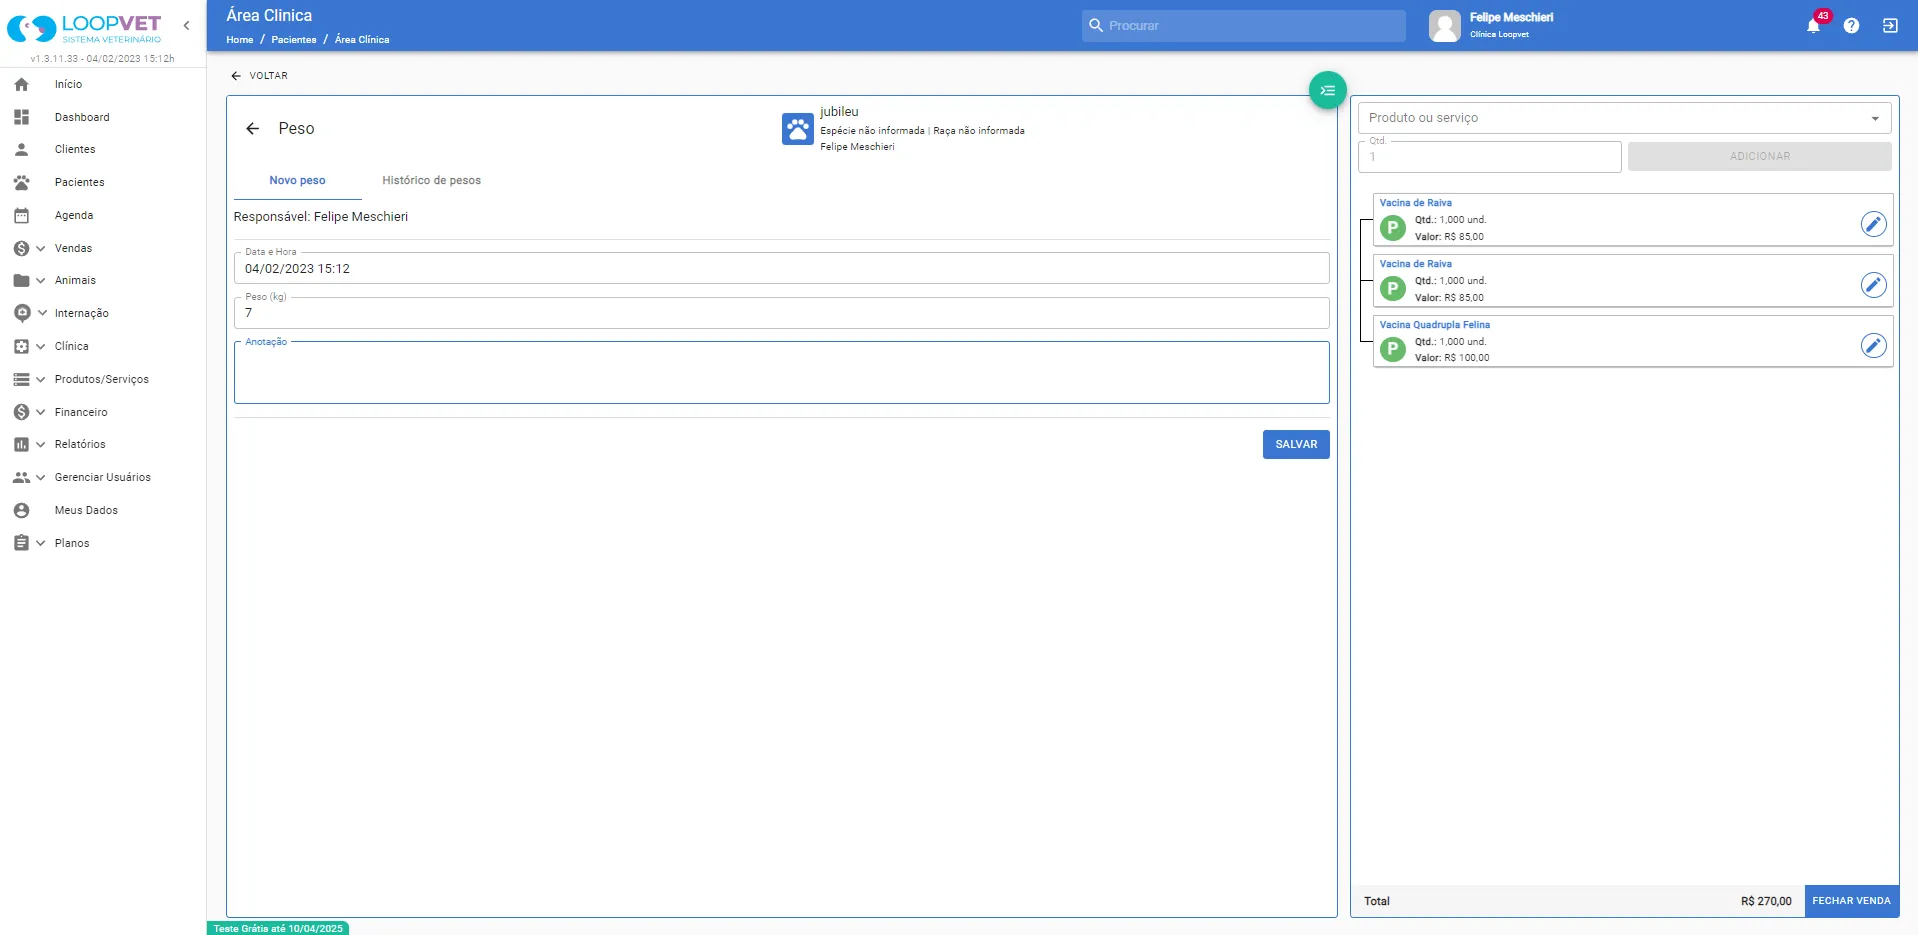 LOOPVET
SISTEMA VETERINÁRIO
v1.3.11.33 - 04/02/2023 15:12h
Início
Dashboard
Clientes
Pacientes
Agenda
Vendas
Animais
Internação
Clínica
Produtos/Serviços
Financeiro
Relatórios
Gerenciar Usuários
Meus Dados
Planos
Área Clinica
Home / Pacientes / Área Clínica
Procurar
Felipe Meschieri
Clínica Loopvet
43
VOLTAR
Peso
jubileu
Espécie não informada | Raça não informada
Felipe Meschieri
Novo peso
Histórico de pesos
Responsável: Felipe Meschieri
Data e Hora
04/02/2023 15:12
Peso (kg)
7
Anotação
SALVAR
Produto ou serviço
Qtd.
1
ADICIONAR
Vacina de Raiva
P
Qtd.: 1,000 und.
Valor: R$ 85,00
Vacina de Raiva
P
Qtd.: 1,000 und.
Valor: R$ 85,00
Vacina Quadrupla Felina
P
Qtd.: 1,000 und.
Valor: R$ 100,00
Total
R$ 270,00
FECHAR VENDA
Teste Grátis até 10/04/2025